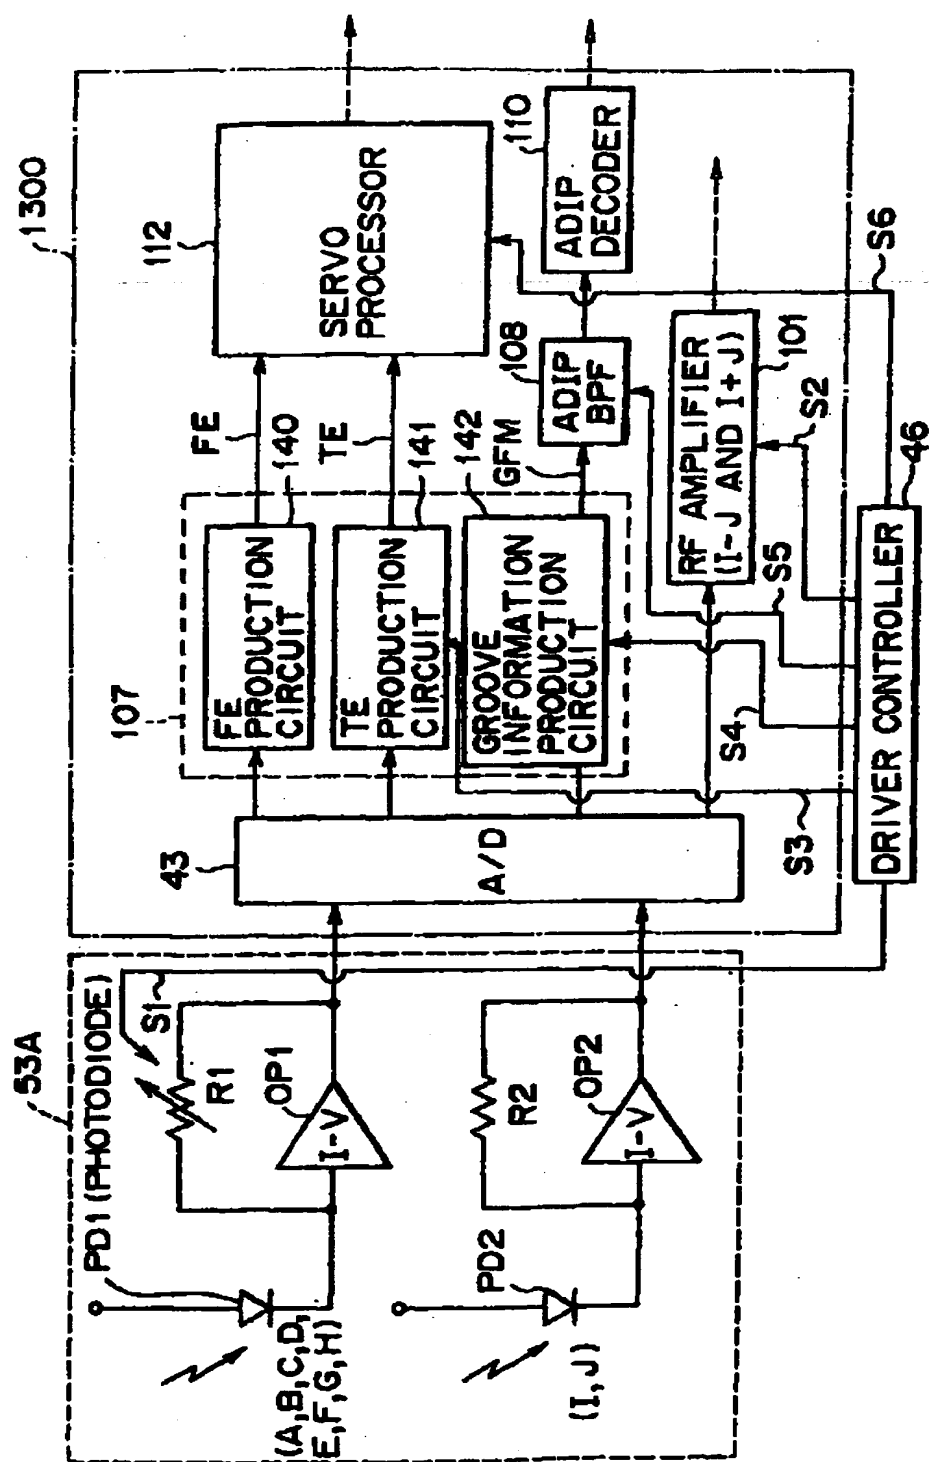 1300
53A
PD1 (PHOTODIODE)
S1
R1
OP1
I-V
(A,B,C,D,
E,F,G,H)
PD2
(I,J)
R2
OP2
I-V
43
A/D
107
FE
PRODUCTION
CIRCUIT
140
FE
TE
PRODUCTION
CIRCUIT
141
TE
GROOVE
INFORMATION
PRODUCTION
CIRCUIT
142
GFM
112
SERVO
PROCESSOR
108
ADIP
BPF
110
ADIP
DECODER
RF AMPLIFIER
(I-J AND I+J)
101
S2
S3
S4
S5
S6
DRIVER CONTROLLER
46